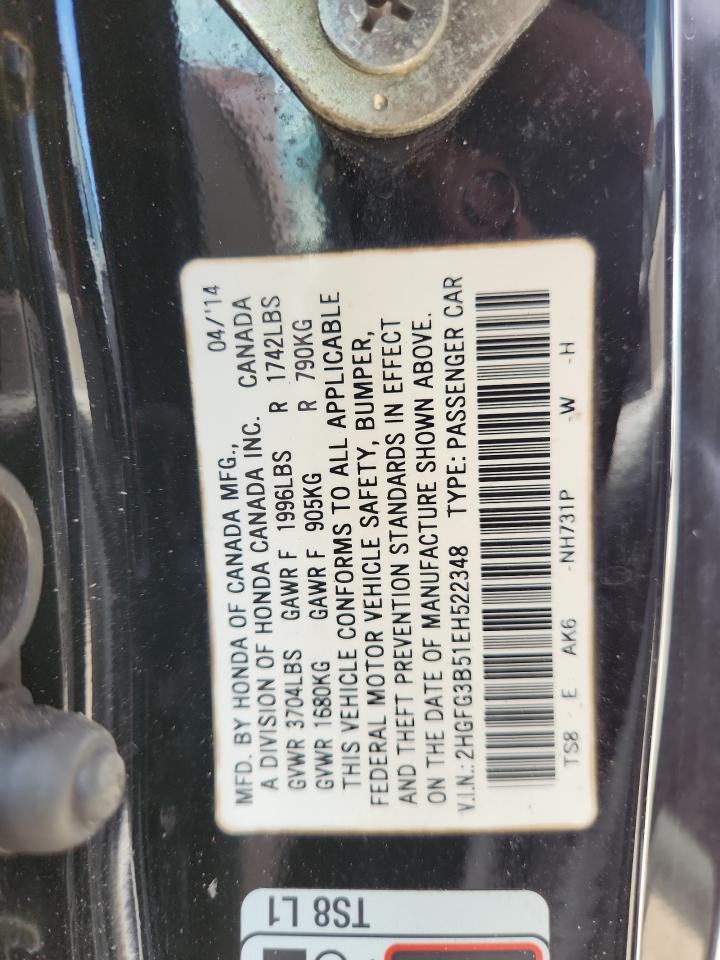 04/'14
MFD. BY HONDA OF CANADA MFG.,
A DIVISION OF HONDA CANADA INC. CANADA
GVWR 3704LBS GAWR F 1996LBS R 1742LBS
GVWR 1680KG GAWR F 905KG R 790KG
THIS VEHICLE CONFORMS TO ALL APPLICABLE
FEDERAL MOTOR VEHICLE SAFETY, BUMPER,
AND THEFT PREVENTION STANDARDS IN EFFECT
ON THE DATE OF MANUFACTURE SHOWN ABOVE.
V.I.N.: 2HGFG3B51EH522348 TYPE: PASSENGER CAR
TS8 E AK6 -NH731P -W -H
TS8 L1